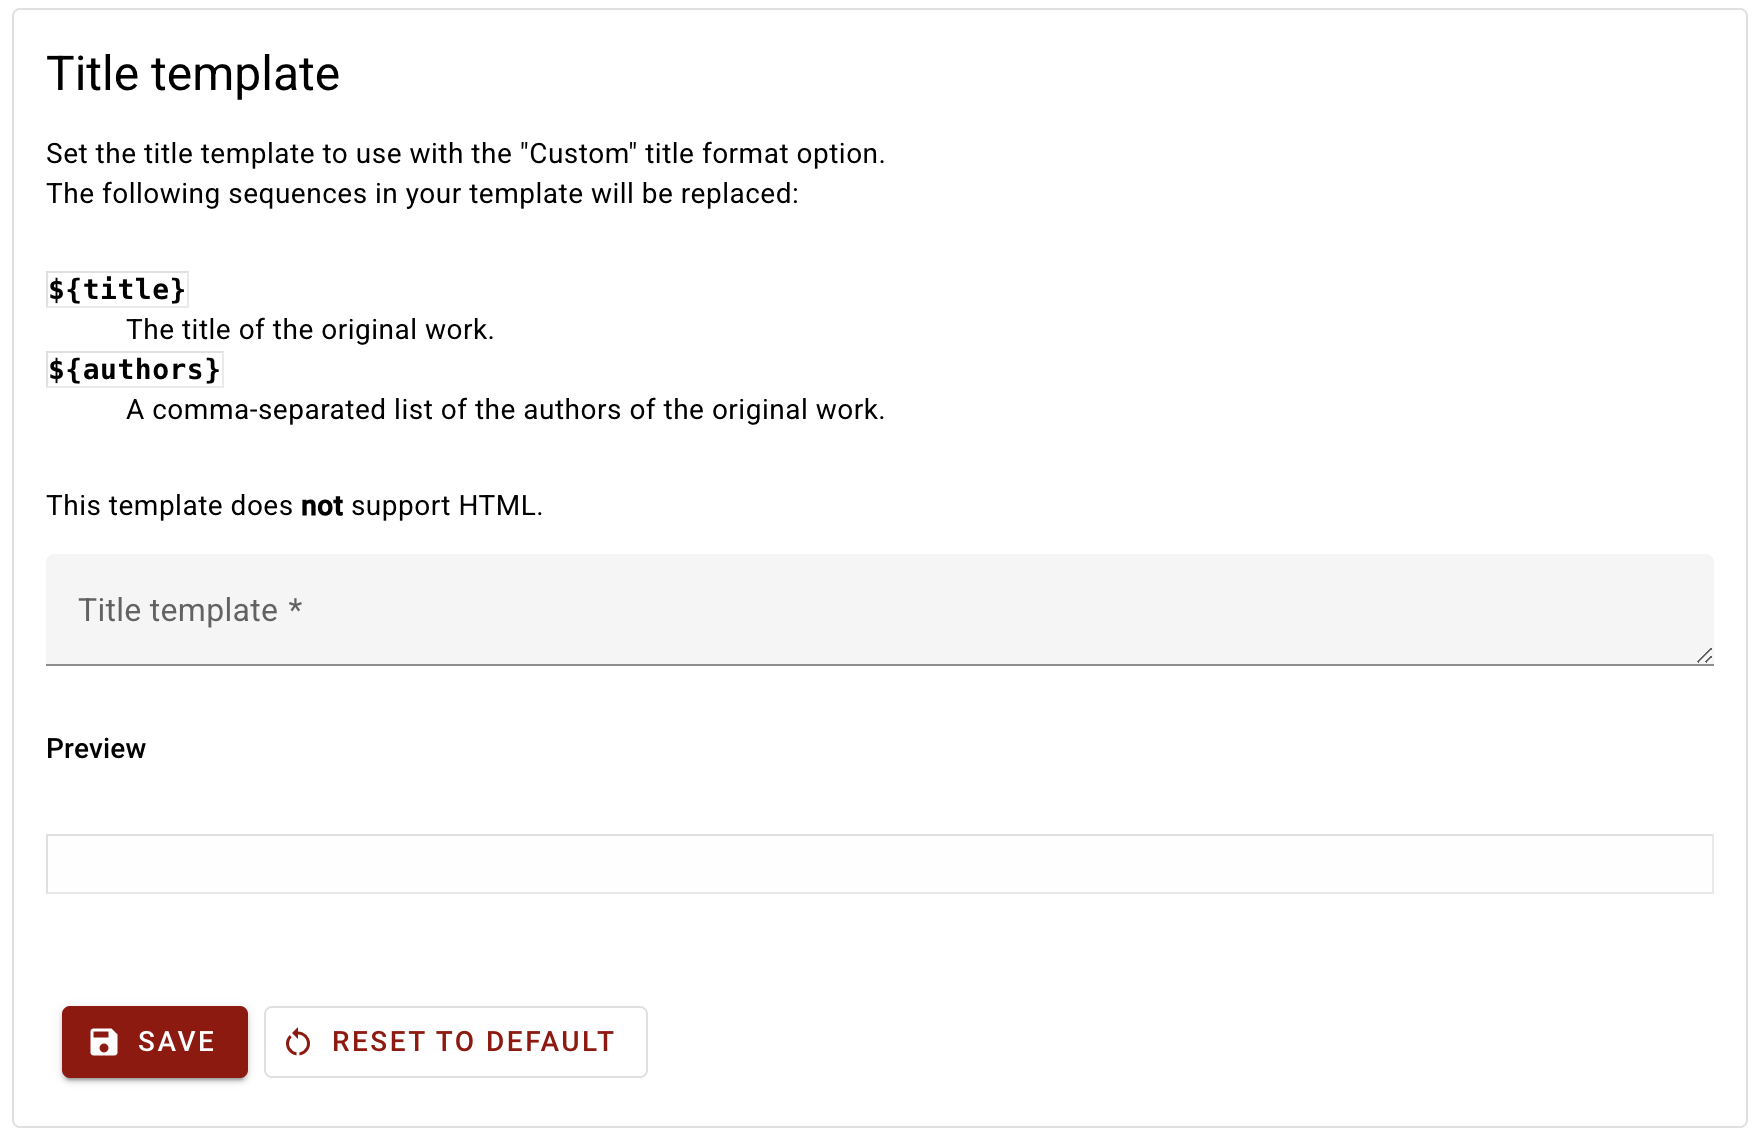 Title template
Set the title template to use with the "Custom" title format option.
The following sequences in your template will be replaced:
${title}
The title of the original work.
${authors}
A comma-separated list of the authors of the original work.
This template does not support HTML.
Title template *
Preview
SAVE
RESET TO DEFAULT